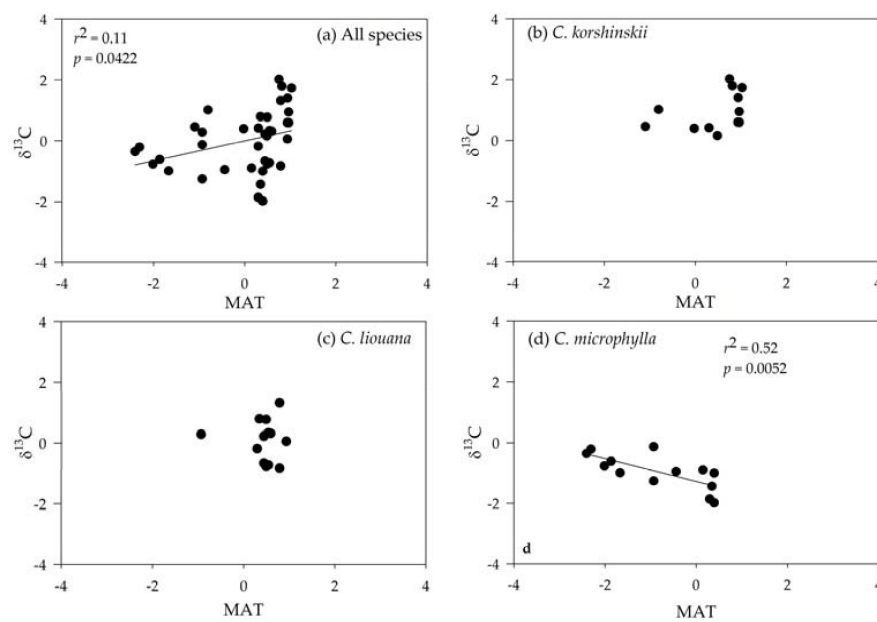 4
2
0
-2
-4
δ¹³C
r² = 0.11
p = 0.0422
(a) All species
-4 -2 0 2 4
MAT
4
2
0
-2
-4
δ¹³C
(b) C. korshinskii
-4 -2 0 2 4
MAT
4
2
0
-2
-4
δ¹³C
(c) C. liouana
-4 -2 0 2 4
MAT
4
2
0
-2
-4
δ¹³C
(d) C. microphylla
r² = 0.52
p = 0.0052
d
-4 -2 0 2 4
MAT